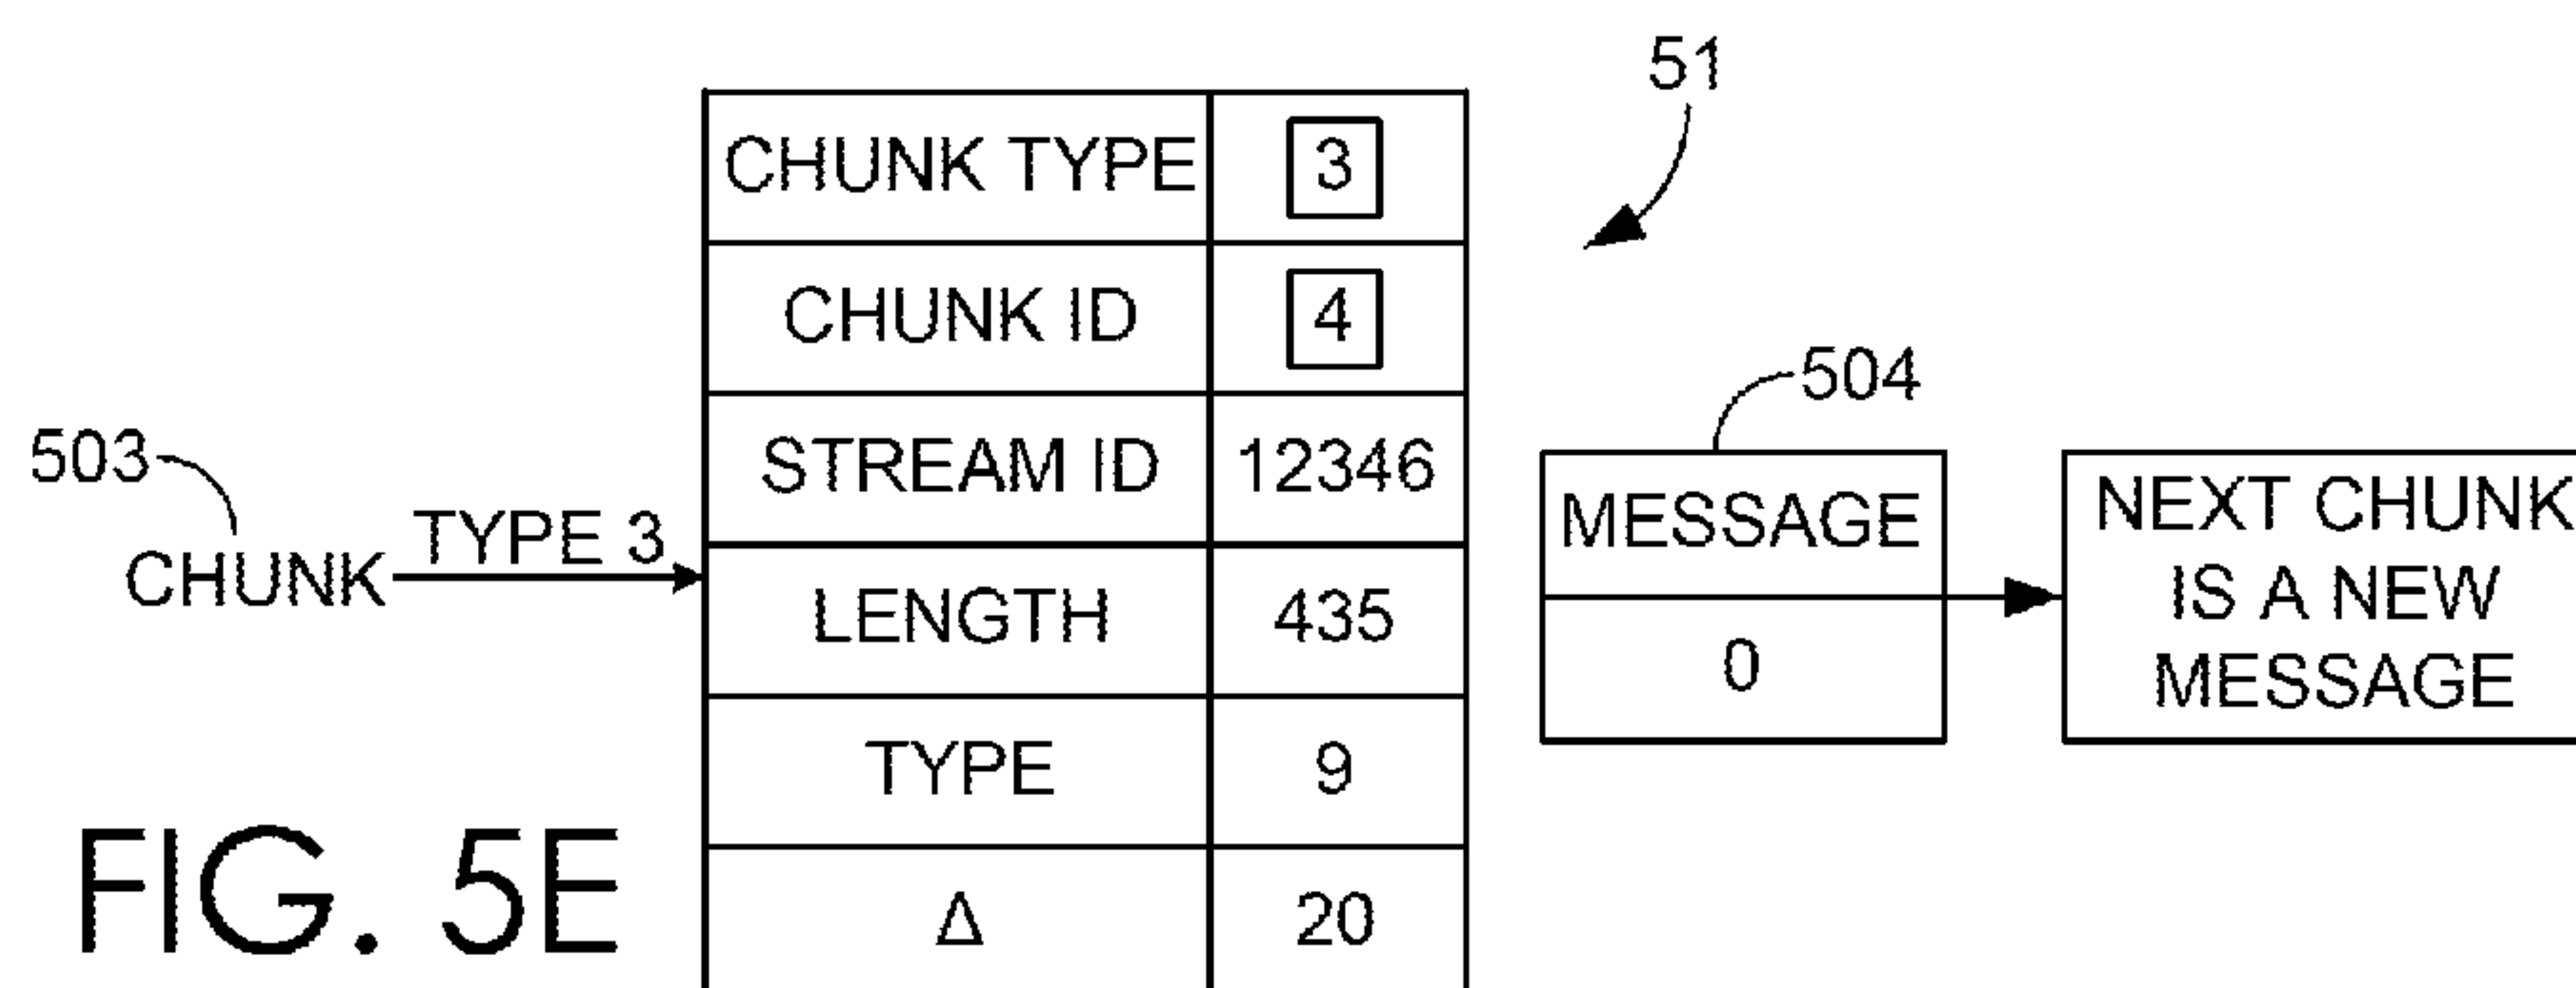 51
CHUNK TYPE 3
CHUNK ID 4
504
503
STREAM ID 12346
MESSAGE
NEXT CHUNK
TYPE 3
CHUNK
LENGTH 435
IS A NEW
0
MESSAGE
TYPE 9
FIG. 5E
Δ 20